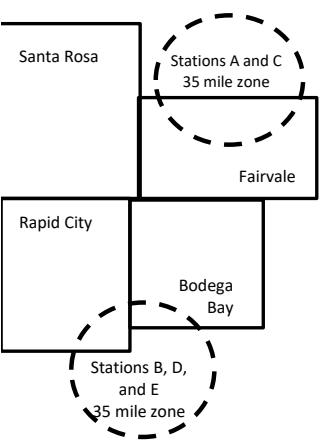 Santa Rosa
Stations A and C
35 mile zone
Fairvale
Rapid City
Bodega
Bay
Stations B, D,
and E
35 mile zone